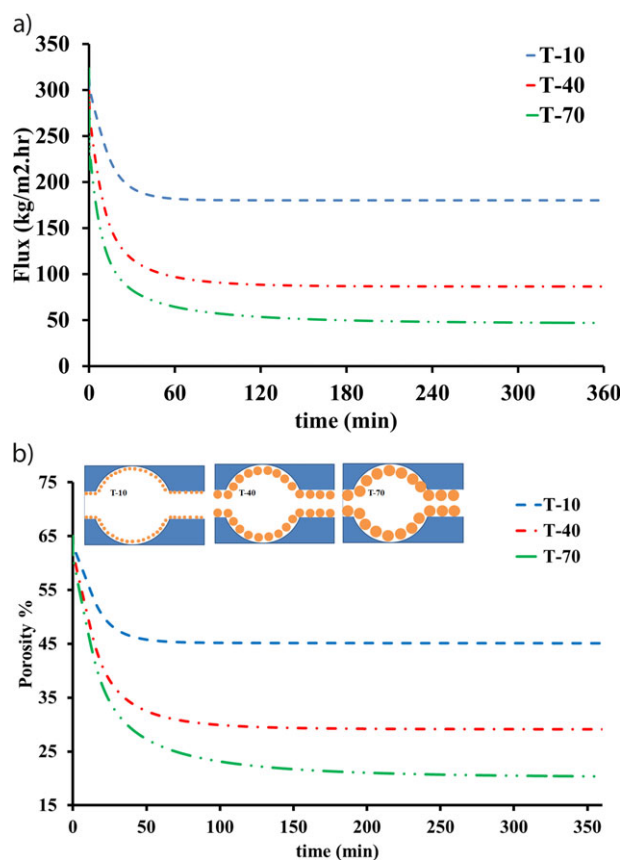 a)
350
300
250
200
150
100
50
0
Flux (kg/m2.hr)
T-10
T-40
T-70
0 60 120 180 240 300 360
time (min)
b)
75
65
55
45
35
25
15
Porosity %
T-10 T-40 T-70
T-10
T-40
T-70
0 50 100 150 200 250 300 350
time (min)